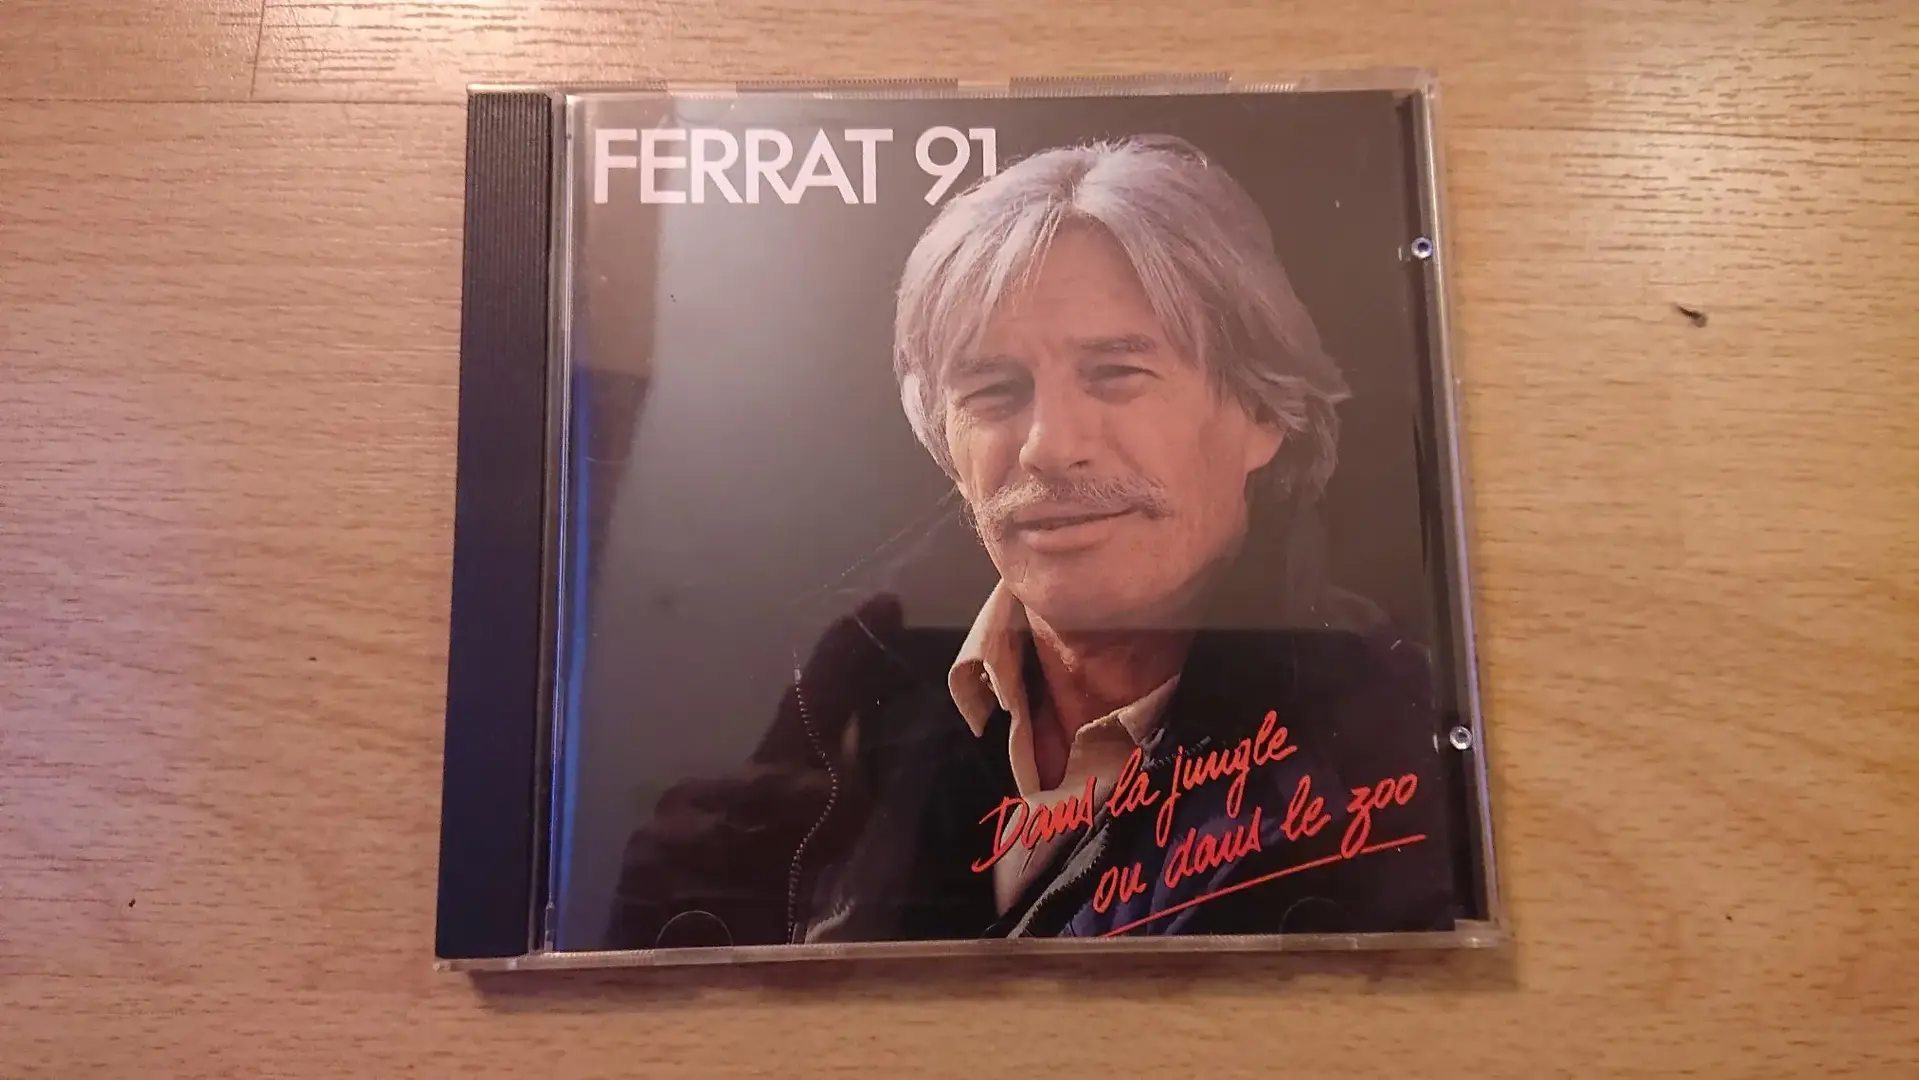 FERRAT 91
Dans la jungle
ou dans le zoo